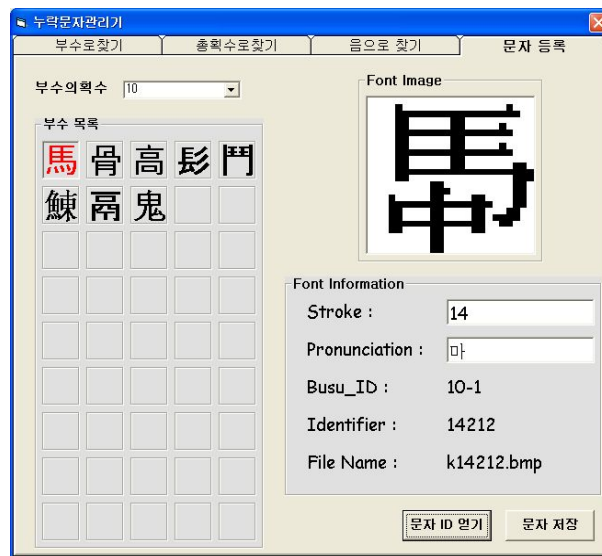 누락문자관리기
부수로찾기 총획수로찾기 음으로 찾기 문자 등록
부수의획수 10
부수 목록
馬 骨 高 髟 鬥
鯟 鬲 鬼
Font Image
Font Information
Stroke : 14
Pronunciation : 마
Busu_ID : 10-1
Identifier : 14212
File Name : k14212.bmp
문자 ID 얻기 문자 저장